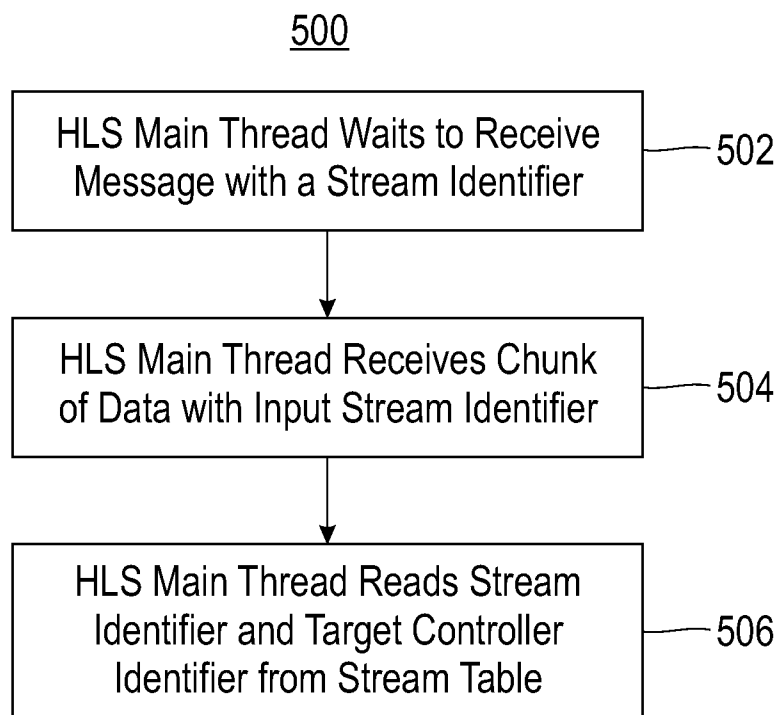 500
HLS Main Thread Waits to Receive
Message with a Stream Identifier
502
HLS Main Thread Receives Chunk
of Data with Input Stream Identifier
504
HLS Main Thread Reads Stream
Identifier and Target Controller
Identifier from Stream Table
506